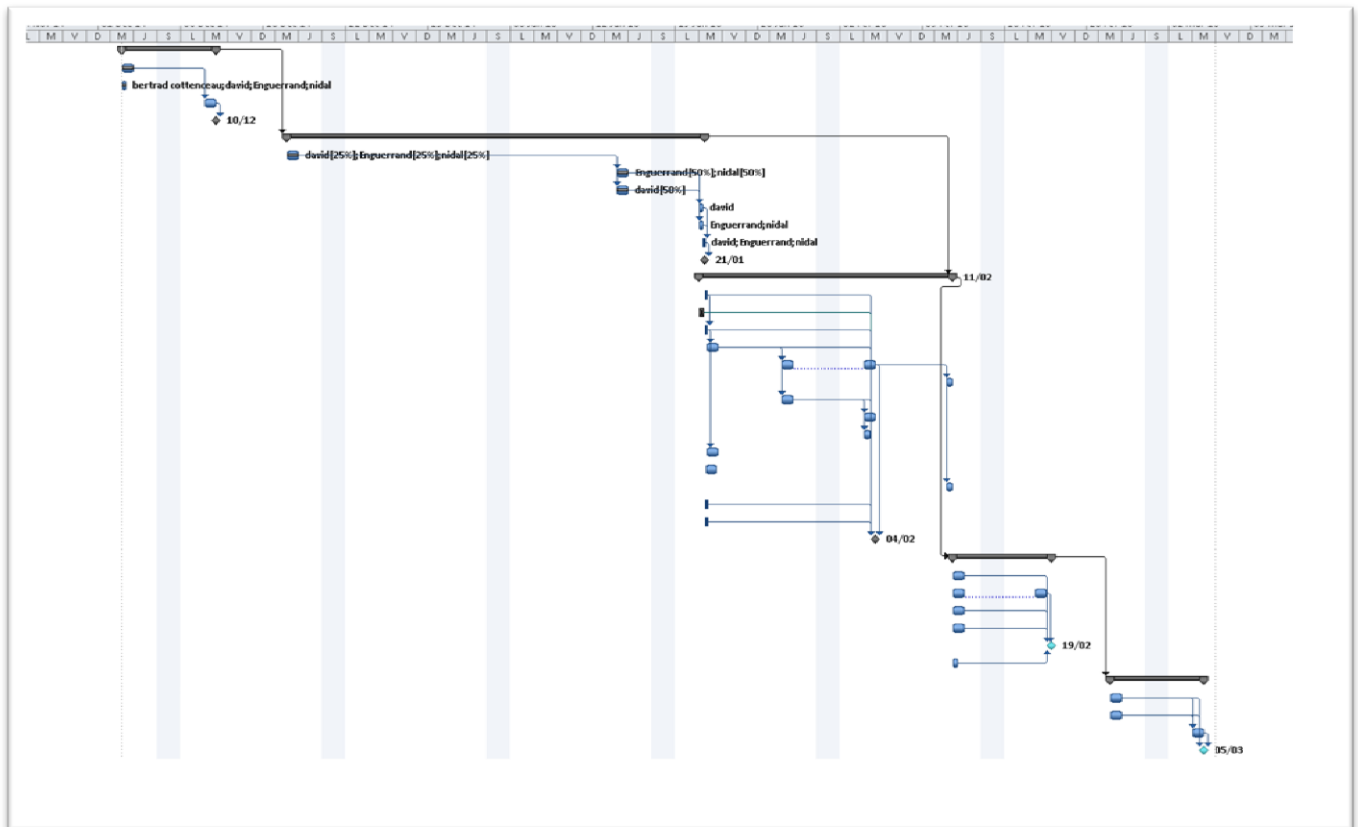 L M V D M J S L M V D M J S L M V D M J S L M V D M J S L M V D M J S L M V D M
bertrad cottenceau;david;Enguerrand;nidal
10/12
david[25%];Enguerrand[25%];nidal[25%]
Enguerrand[50%];nidal[50%]
david[50%]
david
Enguerrand;nidal
david;Enguerrand;nidal
21/01
11/02
04/02
19/02
05/03